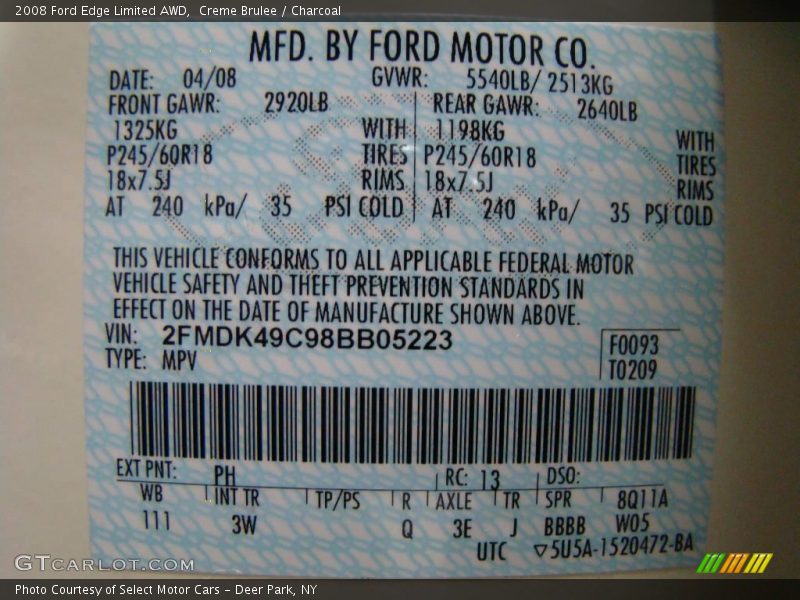 2008 Ford Edge Limited AWD, Creme Brulee / Charcoal
MFD. BY FORD MOTOR CO.
DATE: 04/08 GVWR: 5540LB/ 2513KG
FRONT GAWR: 2920LB REAR GAWR: 2640LB
1325KG WITH 1198KG WITH
P245/60R18 TIRES P245/60R18 TIRES
18x7.5J RIMS 18x7.5J RIMS
AT 240 kPa/ 35 PSI COLD AT 240 kPa/ 35 PSI COLD
THIS VEHICLE CONFORMS TO ALL APPLICABLE FEDERAL MOTOR
VEHICLE SAFETY AND THEFT PREVENTION STANDARDS IN
EFFECT ON THE DATE OF MANUFACTURE SHOWN ABOVE.
VIN: 2FMDK49C98BB05223 F0093
TYPE: MPV T0209
EXT PNT: PH RC: 13 DSO:
WB INT TR TP/PS R AXLE TR SPR 8Q11A
111 3W Q 3E J BBBB W05
UTC ▽5U5A-1520472-BA
GTCARLOT.COM
Photo Courtesy of Select Motor Cars - Deer Park, NY